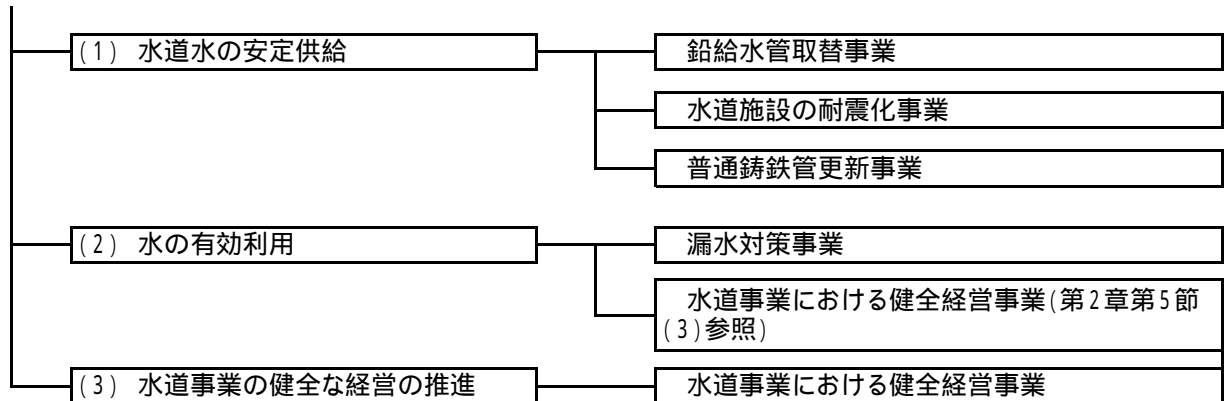 (1) 水道水の安定供給
鉛給水管取替事業
水道施設の耐震化事業
普通鋳鉄管更新事業
(2) 水の有効利用
漏水対策事業
水道事業における健全経営事業(第2章第5節
(3)参照)
(3) 水道事業の健全な経営の推進
水道事業における健全経営事業